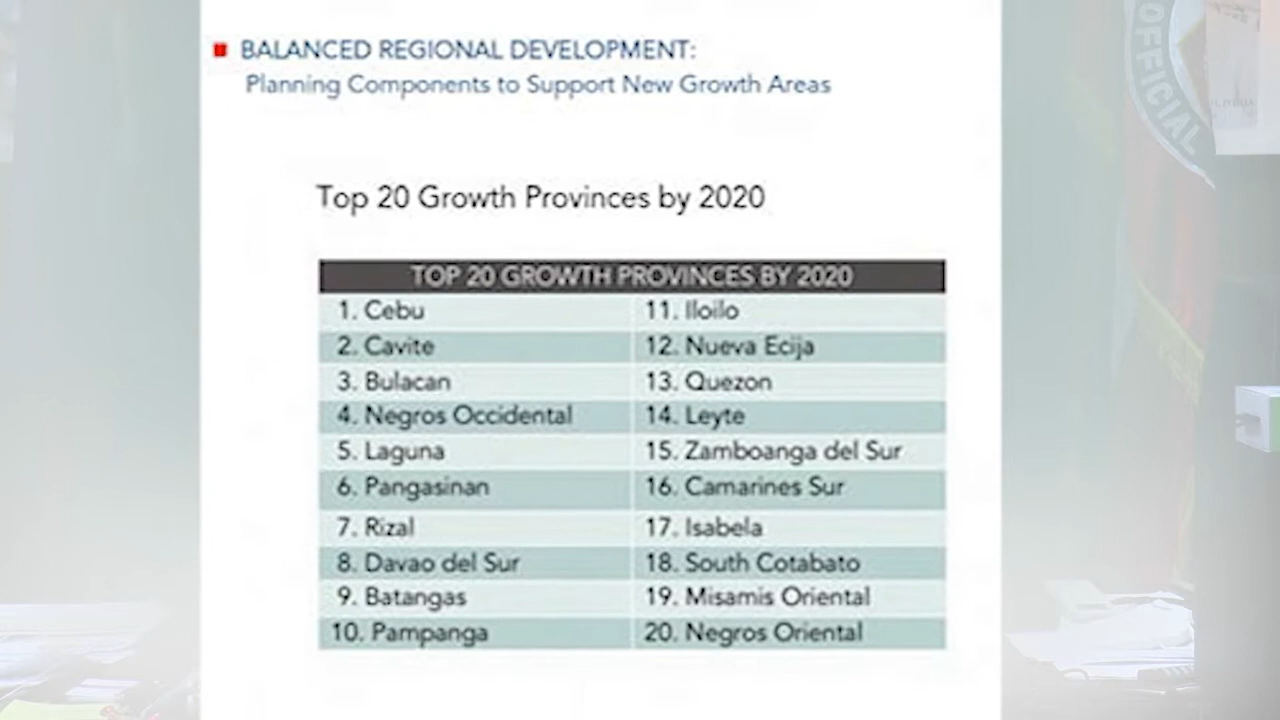 BALANCED REGIONAL DEVELOPMENT:
Planning Components to Support New Growth Areas
Top 20 Growth Provinces by 2020
TOP 20 GROWTH PROVINCES BY 2020
1. Cebu
2. Cavite
3. Bulacan
4. Negros Occidental
5. Laguna
6. Pangasinan
7. Rizal
8. Davao del Sur
9. Batangas
10. Pampanga
11. Iloilo
12. Nueva Ecija
13. Quezon
14. Leyte
15. Zamboanga del Sur
16. Camarines Sur
17. Isabela
18. South Cotabato
19. Misamis Oriental
20. Negros Oriental
OFFICIAL